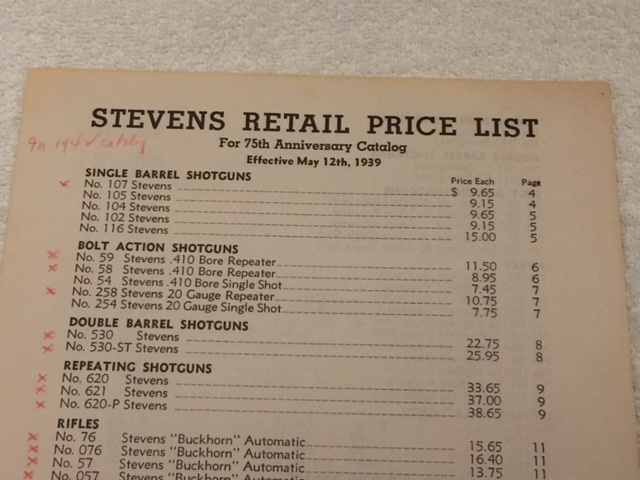 STEVENS RETAIL PRICE LIST
For 75th Anniversary Catalog
In 1942 catalog
Effective May 12th, 1939
SINGLE BARREL SHOTGUNS Price Each Page
x No. 107 Stevens $ 9.65 4
No. 105 Stevens 9.15 4
No. 104 Stevens 9.65 5
No. 102 Stevens 9.15 5
No. 116 Stevens 15.00 5
BOLT ACTION SHOTGUNS
x No. 59 Stevens .410 Bore Repeater 11.50 6
x No. 58 Stevens .410 Bore Repeater 8.95 6
No. 54 Stevens .410 Bore Single Shot 7.45 7
x No. 258 Stevens 20 Gauge Repeater 10.75 7
No. 254 Stevens 20 Gauge Single Shot 7.75 7
DOUBLE BARREL SHOTGUNS
x No. 530 Stevens 22.75 8
x No. 530-ST Stevens 25.95 8
REPEATING SHOTGUNS
x No. 620 Stevens 33.65 9
x No. 621 Stevens 37.00 9
x No. 620-P Stevens 38.65 9
RIFLES
x No. 76 Stevens "Buckhorn" Automatic 15.65 11
x No. 076 Stevens "Buckhorn" Automatic 16.40 11
x No. 57 Stevens "Buckhorn" Automatic 13.75 11
x No. 057 Stevens "Buckhorn" Automatic